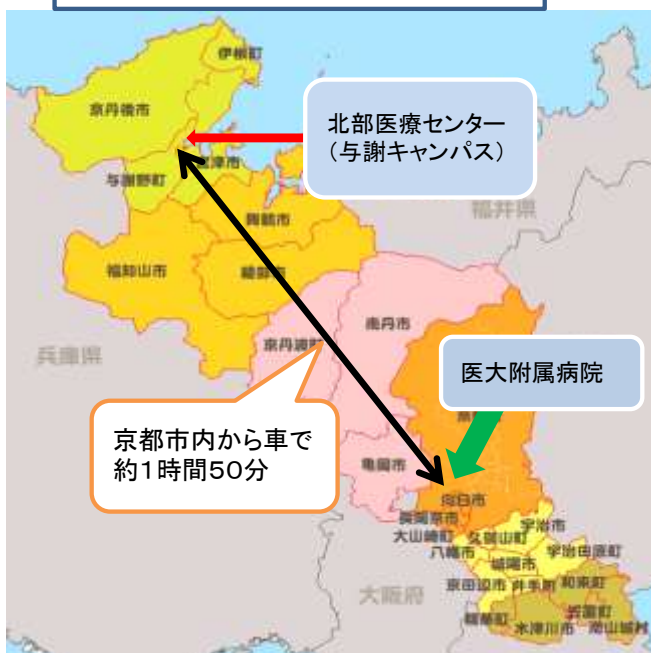 伊根町
京丹後市
北部医療センター
（与謝キャンパス）
宮津市
与謝野町
舞鶴市
福井県
福知山市
綾部市
南丹市
京丹波町
兵庫県
医大附属病院
京都市内から車で
約1時間50分
亀岡市
向日市
長岡京市
宇治市
大山崎町
久御山町
八幡市
宇治田原町
城陽市
京田辺市
井手町
和束町
大阪府
精華町
笠置町
木津川市
南山城村